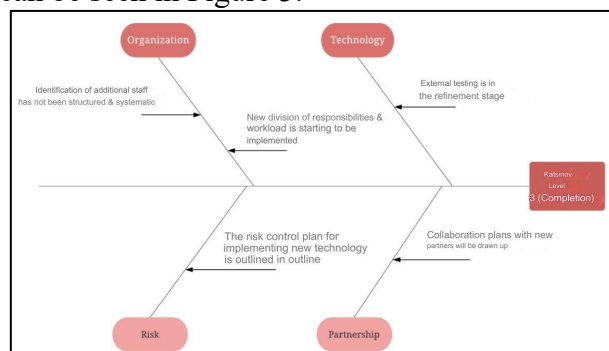 can be seen in Figure 3.
Organization
Technology
Identification of additional staff
has not been structured & systematic
External testing is in
the refinement stage
New division of responsibilities &
workload is starting to be
implemented
Katsinov
Level
3 (Completion)
The risk control plan for
implementing new technology
is outlined in outline
Collaboration plans with new
partners will be drawn up
Risk
Partnership